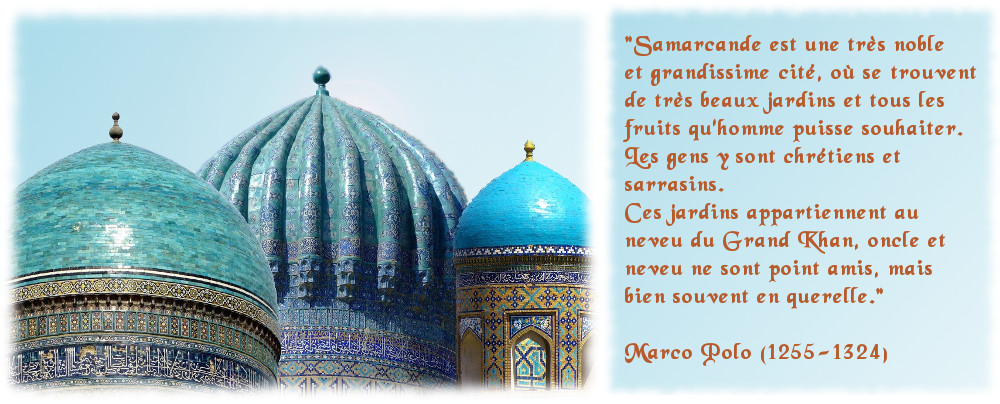 "Samarcande est une très noble
et grandissime cité, où se trouvent
de très beaux jardins et tous les
fruits qu'homme puisse souhaiter.
Les gens y sont chrétiens et
sarrasins.
Ces jardins appartiennent au
neveu du Grand Khan, oncle et
neveu ne sont point amis, mais
bien souvent en querelle."
Marco Polo (1255-1324)